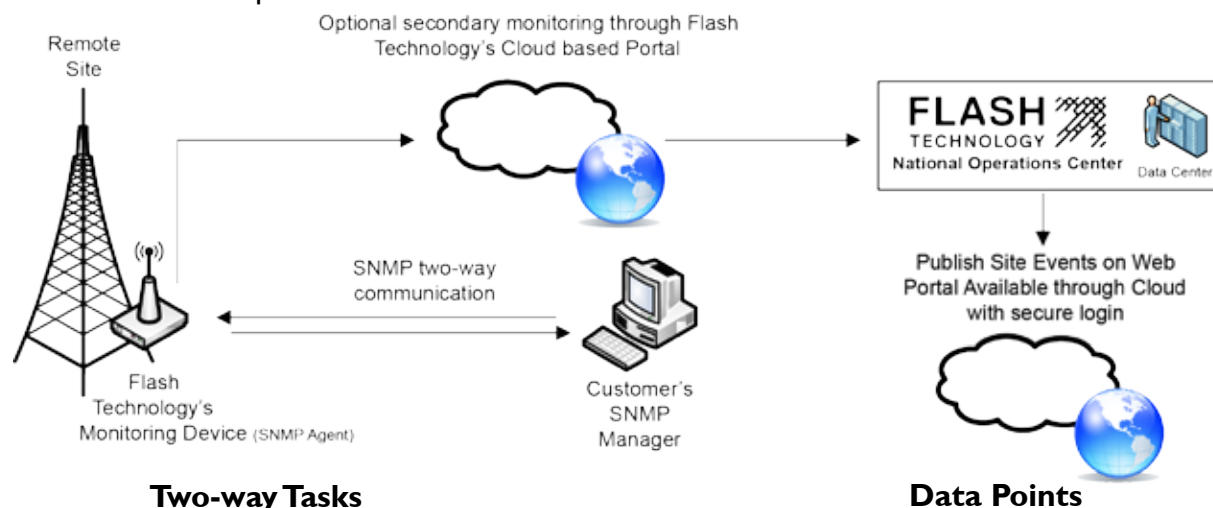 Optional secondary monitoring through Flash
Technology's Cloud based Portal
Remote
Site
FLASH
TECHNOLOGY
National Operations Center
Data Center
SNMP two-way
communication
Publish Site Events on Web
Portal Available through Cloud
with secure login
Flash
Technology's
Monitoring Device (SNMP Agent)
Customer's
SNMP
Manager
Two-way Tasks
Data Points